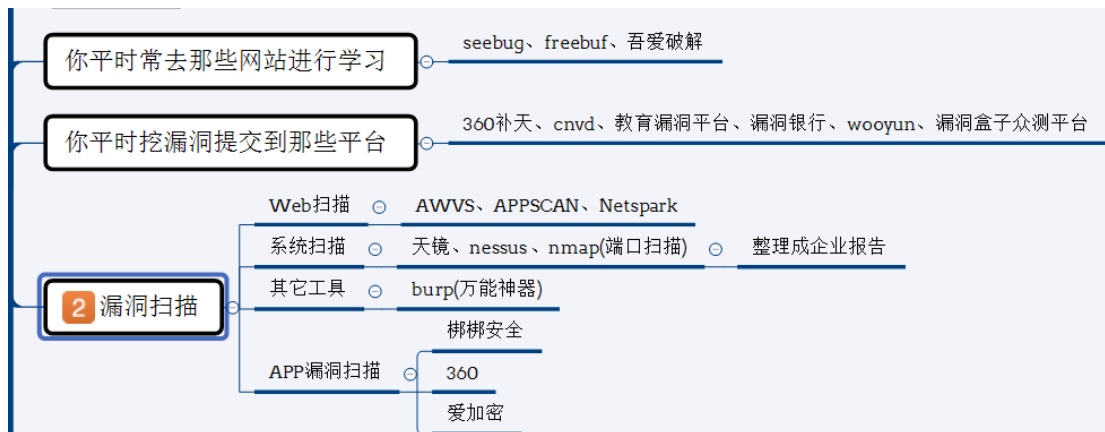 你平时常去那些网站进行学习
seebug、freebuf、吾爱破解
你平时挖漏洞提交到那些平台
360补天、cnvd、教育漏洞平台、漏洞银行、wooyun、漏洞盒子众测平台
2 漏洞扫描
Web扫描
AWVS、APPSCAN、Netspark
系统扫描
天镜、nessus、nmap(端口扫描)
整理成企业报告
其它工具
burp(万能神器)
APP漏洞扫描
梆梆安全
360
爱加密